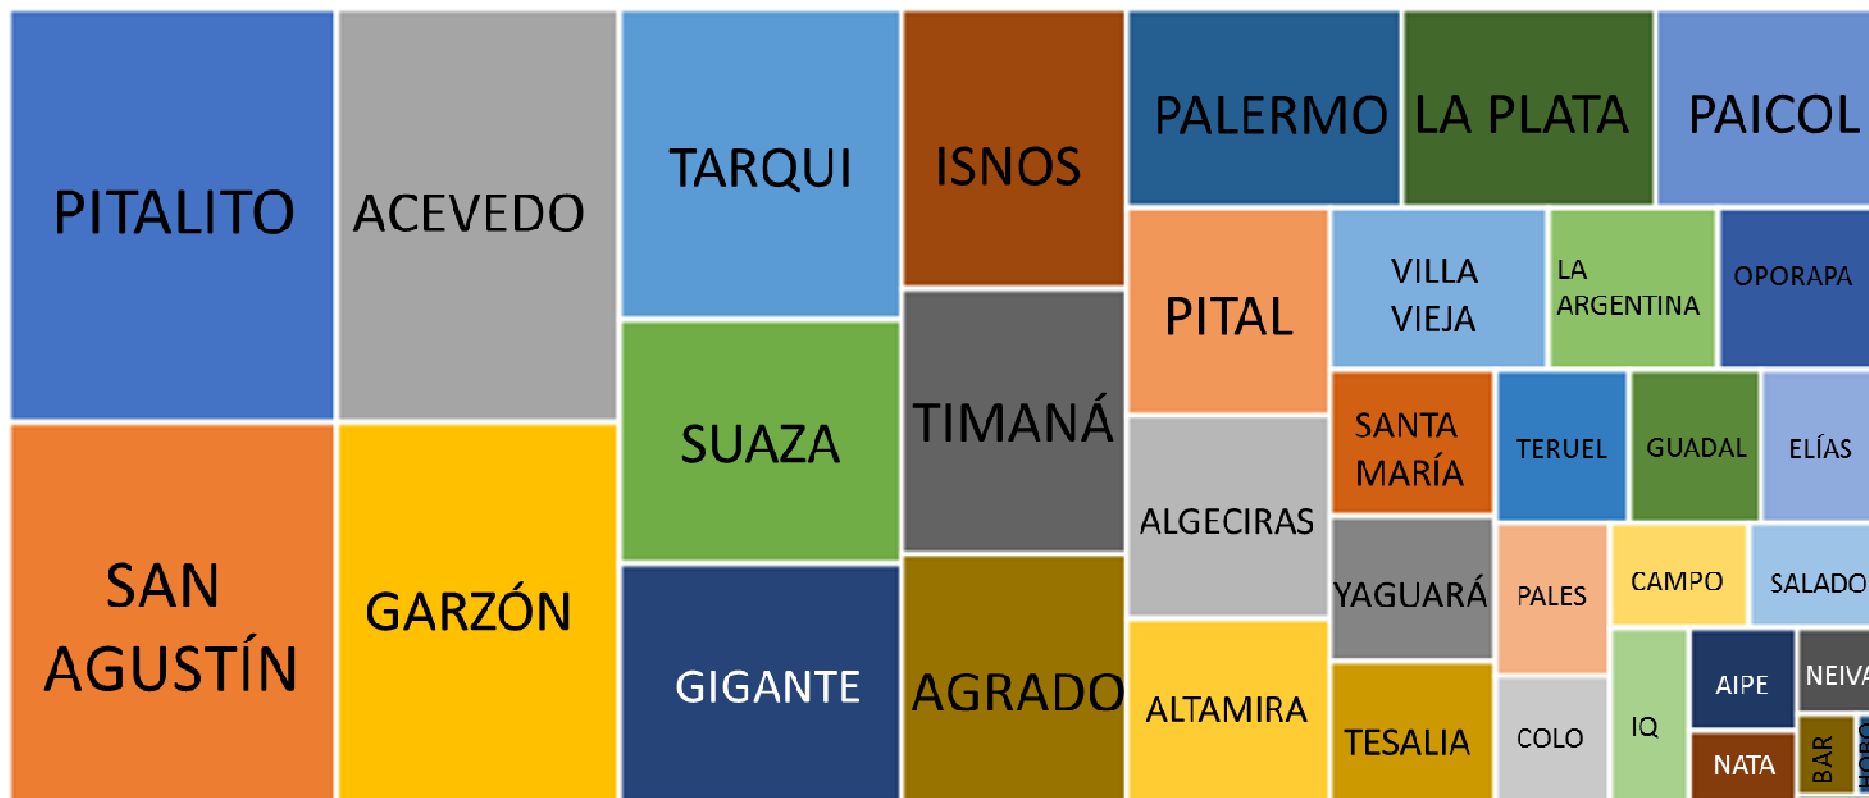 PITALITO
SAN
AGUSTÍN
ACEVEDO
GARZÓN
TARQUI
SUAZA
GIGANTE
ISNOS
TIMANÁ
AGRADO
PALERMO
LA PLATA
PAICOL
PITAL
ALGECIRAS
ALTAMIRA
VILLA
VIEJA
LA
ARGENTINA
OPORAPA
SANTA
MARÍA
YAGUARÁ
TESALIA
TERUEL
GUADAL
ELÍAS
PALES
COLO
CAMPO
SALADO
IQ
AIPE
NATA
NEIVA
BAR
HOBO